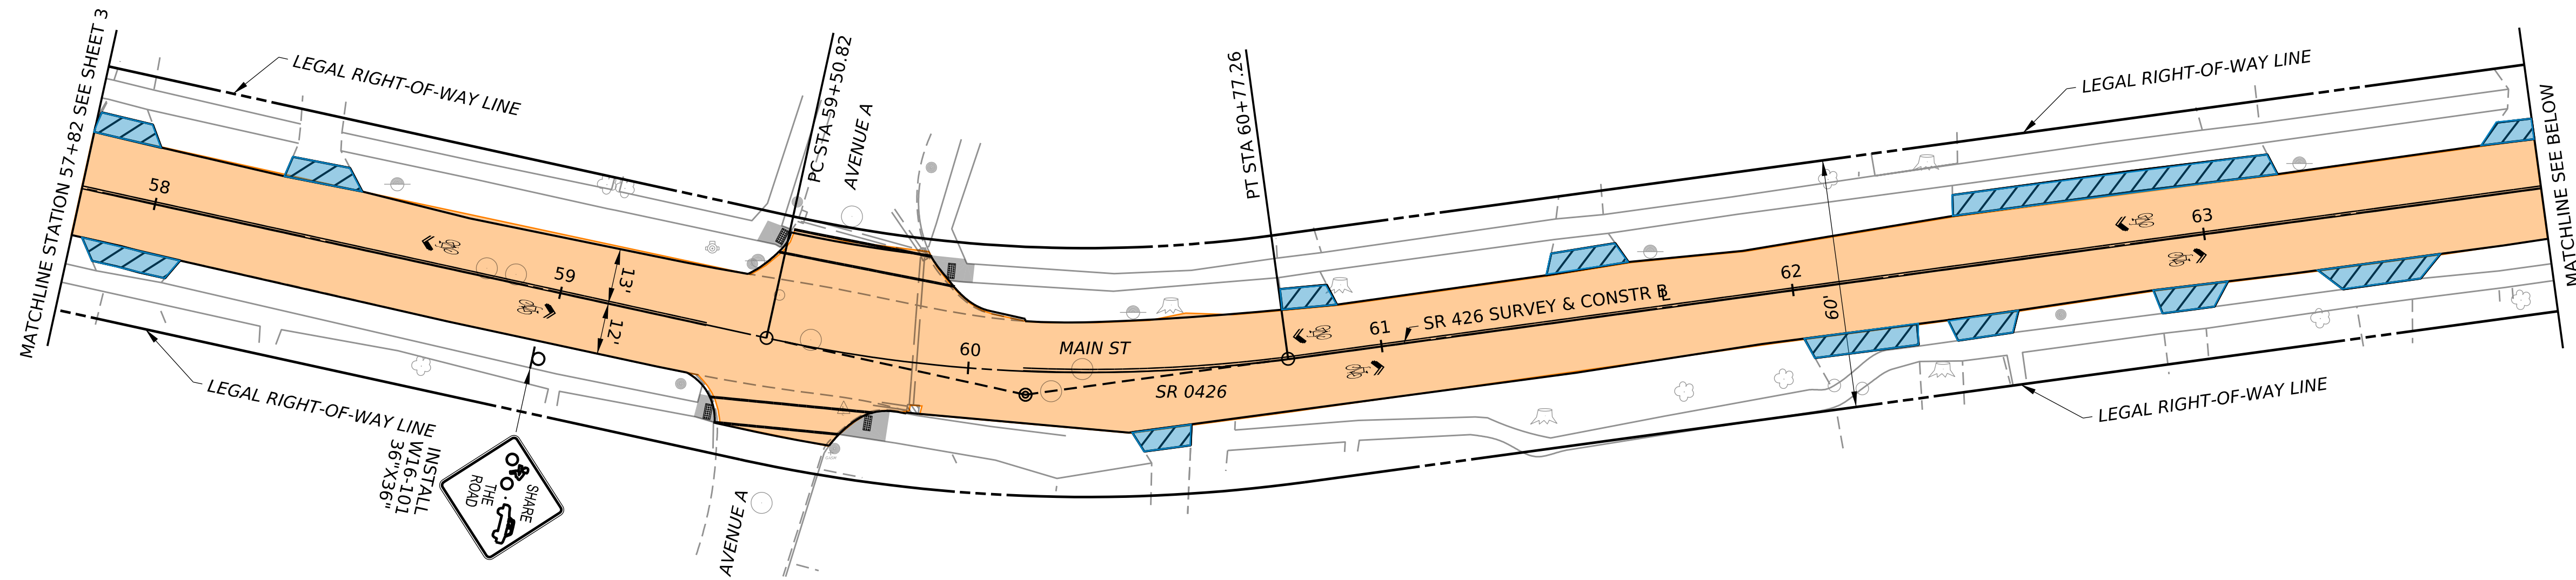 MATCHLINE STATION 57+82 SEE SHEET 3
LEGAL RIGHT-OF-WAY LINE
58
59
13'
12'
LEGAL RIGHT-OF-WAY LINE
INSTALL
W16-101
36"X36"
SHARE
THE
ROAD
PC STA 59+50.82
AVENUE A
AVENUE A
60
MAIN ST
SR 0426
PT STA 60+77.26
61
SR 426 SURVEY & CONSTR BL
62
60'
63
LEGAL RIGHT-OF-WAY LINE
LEGAL RIGHT-OF-WAY LINE
MATCHLINE SEE BELOW